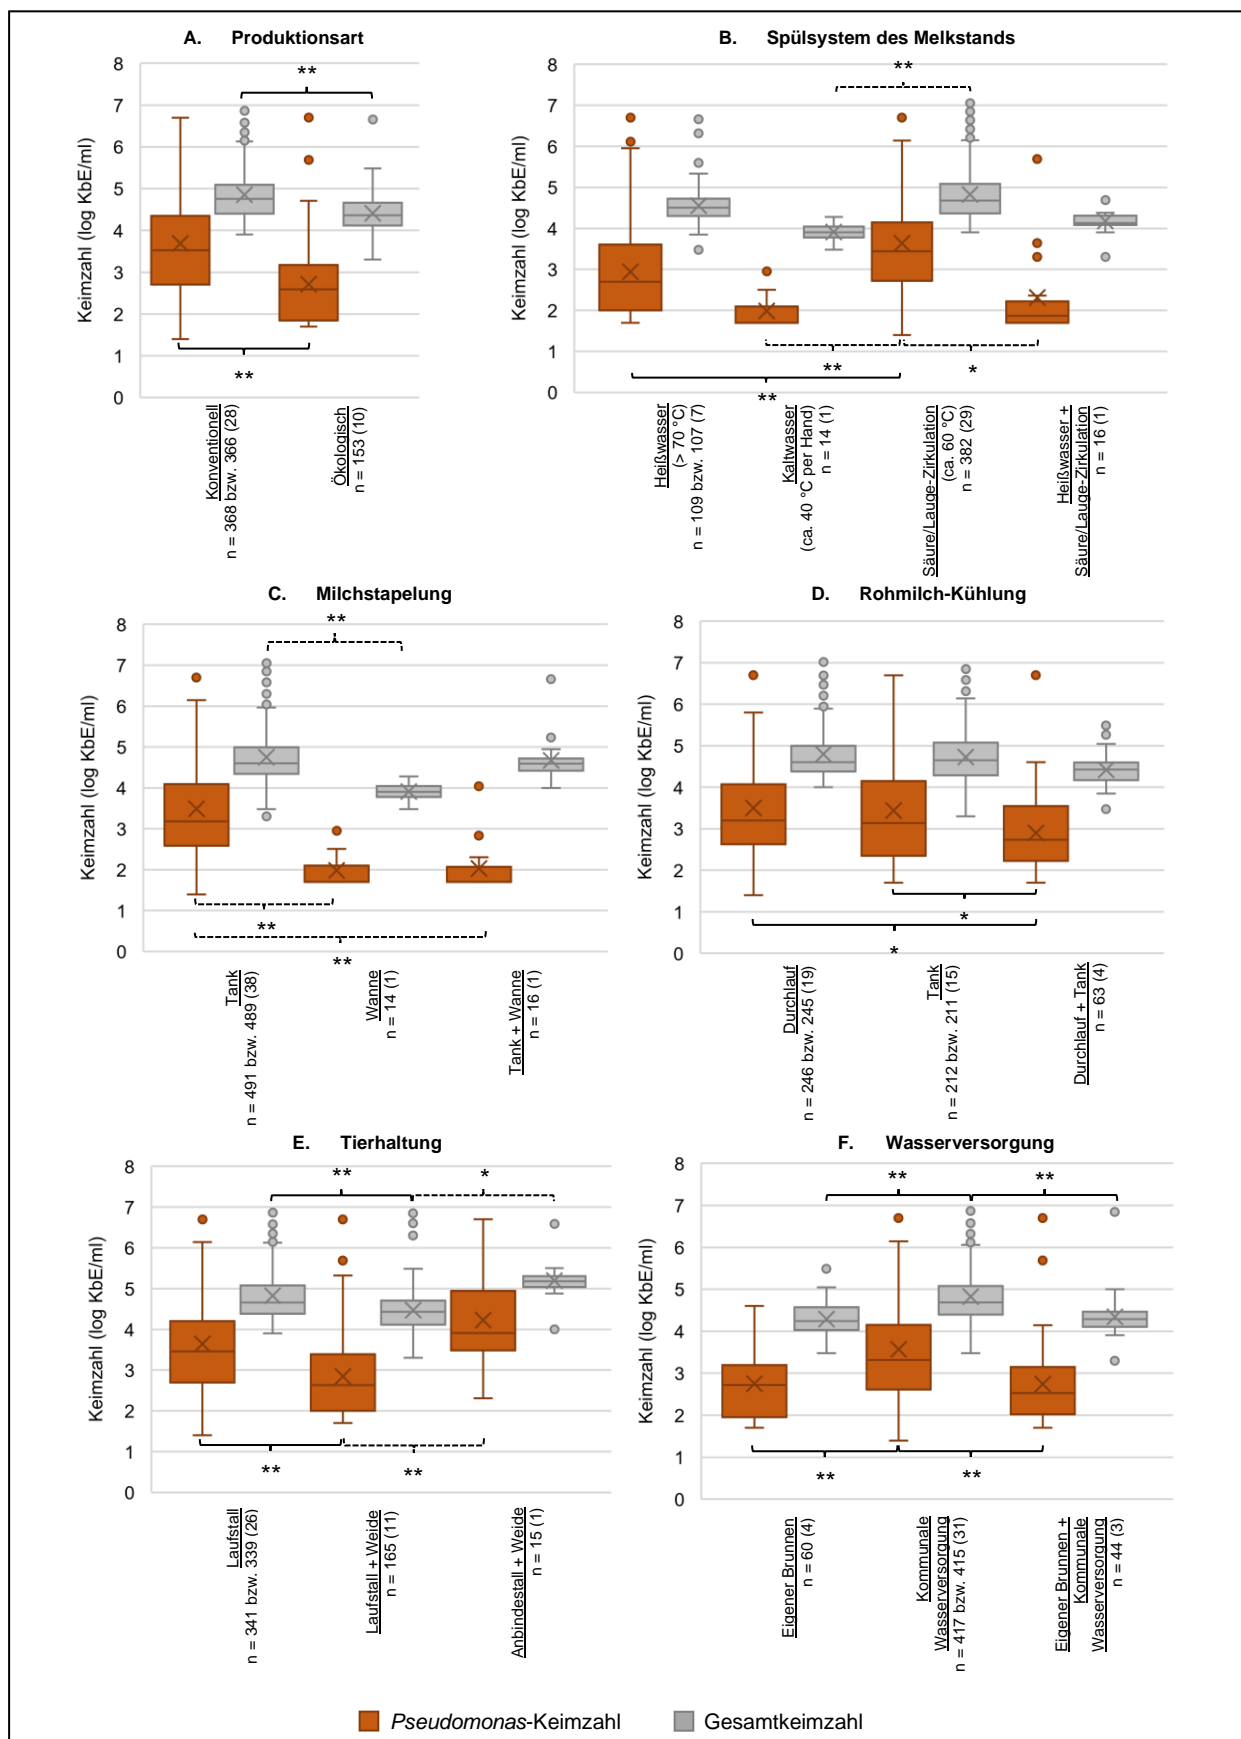 A. Produktionsart
Keimzahl (log KbE/ml)
8
7
6
5
4
3
2
1
0
**
**
Konventionell
n = 368 bzw. 366 (28)
Ökologisch
n = 153 (10)
B. Spülsystem des Melkstands
Keimzahl (log KbE/ml)
8
7
6
5
4
3
2
1
0
**
**
*
**
Heißwasser
(> 70 °C)
n = 109 bzw. 107 (7)
Kaltwasser
(ca. 40 °C per Hand)
n = 14 (1)
Säure/Lauge-Zirkulation
(ca. 60 °C)
n = 382 (29)
Heißwasser +
Säure/Lauge-Zirkulation
n = 16 (1)
C. Milchstapelung
Keimzahl (log KbE/ml)
8
7
6
5
4
3
2
1
0
**
**
**
Tank
n = 491 bzw. 489 (38)
Wanne
n = 14 (1)
Tank + Wanne
n = 16 (1)
D. Rohmilch-Kühlung
Keimzahl (log KbE/ml)
8
7
6
5
4
3
2
1
0
*
*
Durchlauf
n = 246 bzw. 245 (19)
Tank
n = 212 bzw. 211 (15)
Durchlauf + Tank
n = 63 (4)
E. Tierhaltung
Keimzahl (log KbE/ml)
8
7
6
5
4
3
2
1
0
**
*
**
**
Laufstall
n = 341 bzw. 339 (26)
Laufstall + Weide
n = 165 (11)
Anbindestall + Weide
n = 15 (1)
F. Wasserversorgung
Keimzahl (log KbE/ml)
8
7
6
5
4
3
2
1
0
**
**
**
**
Eigener Brunnen
n = 60 (4)
Kommunale
Wasserversorgung
n = 417 bzw. 415 (31)
Eigener Brunnen +
Kommunale
Wasserversorgung
n = 44 (3)
Pseudomonas-Keimzahl
Gesamtkeimzahl